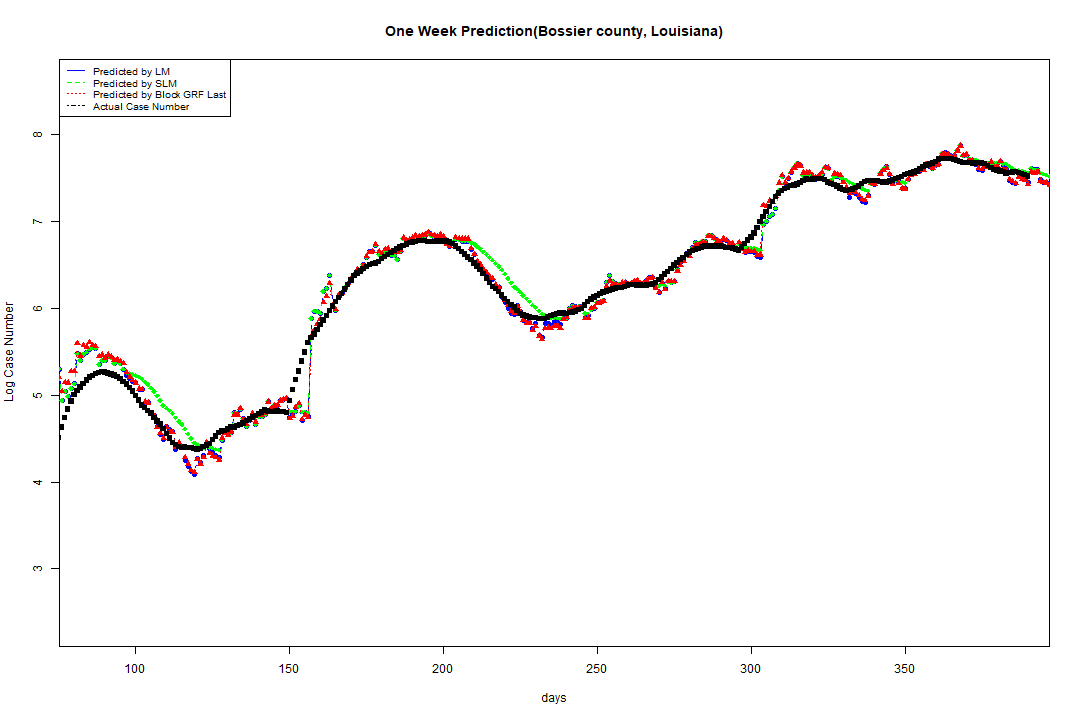 One Week Prediction(Bossier county, Louisiana)
Predicted by LM
Predicted by SLM
Predicted by Block GRF Last
Actual Case Number
8
7
6
5
4
3
Log Case Number
100 150 200 250 300 350
days